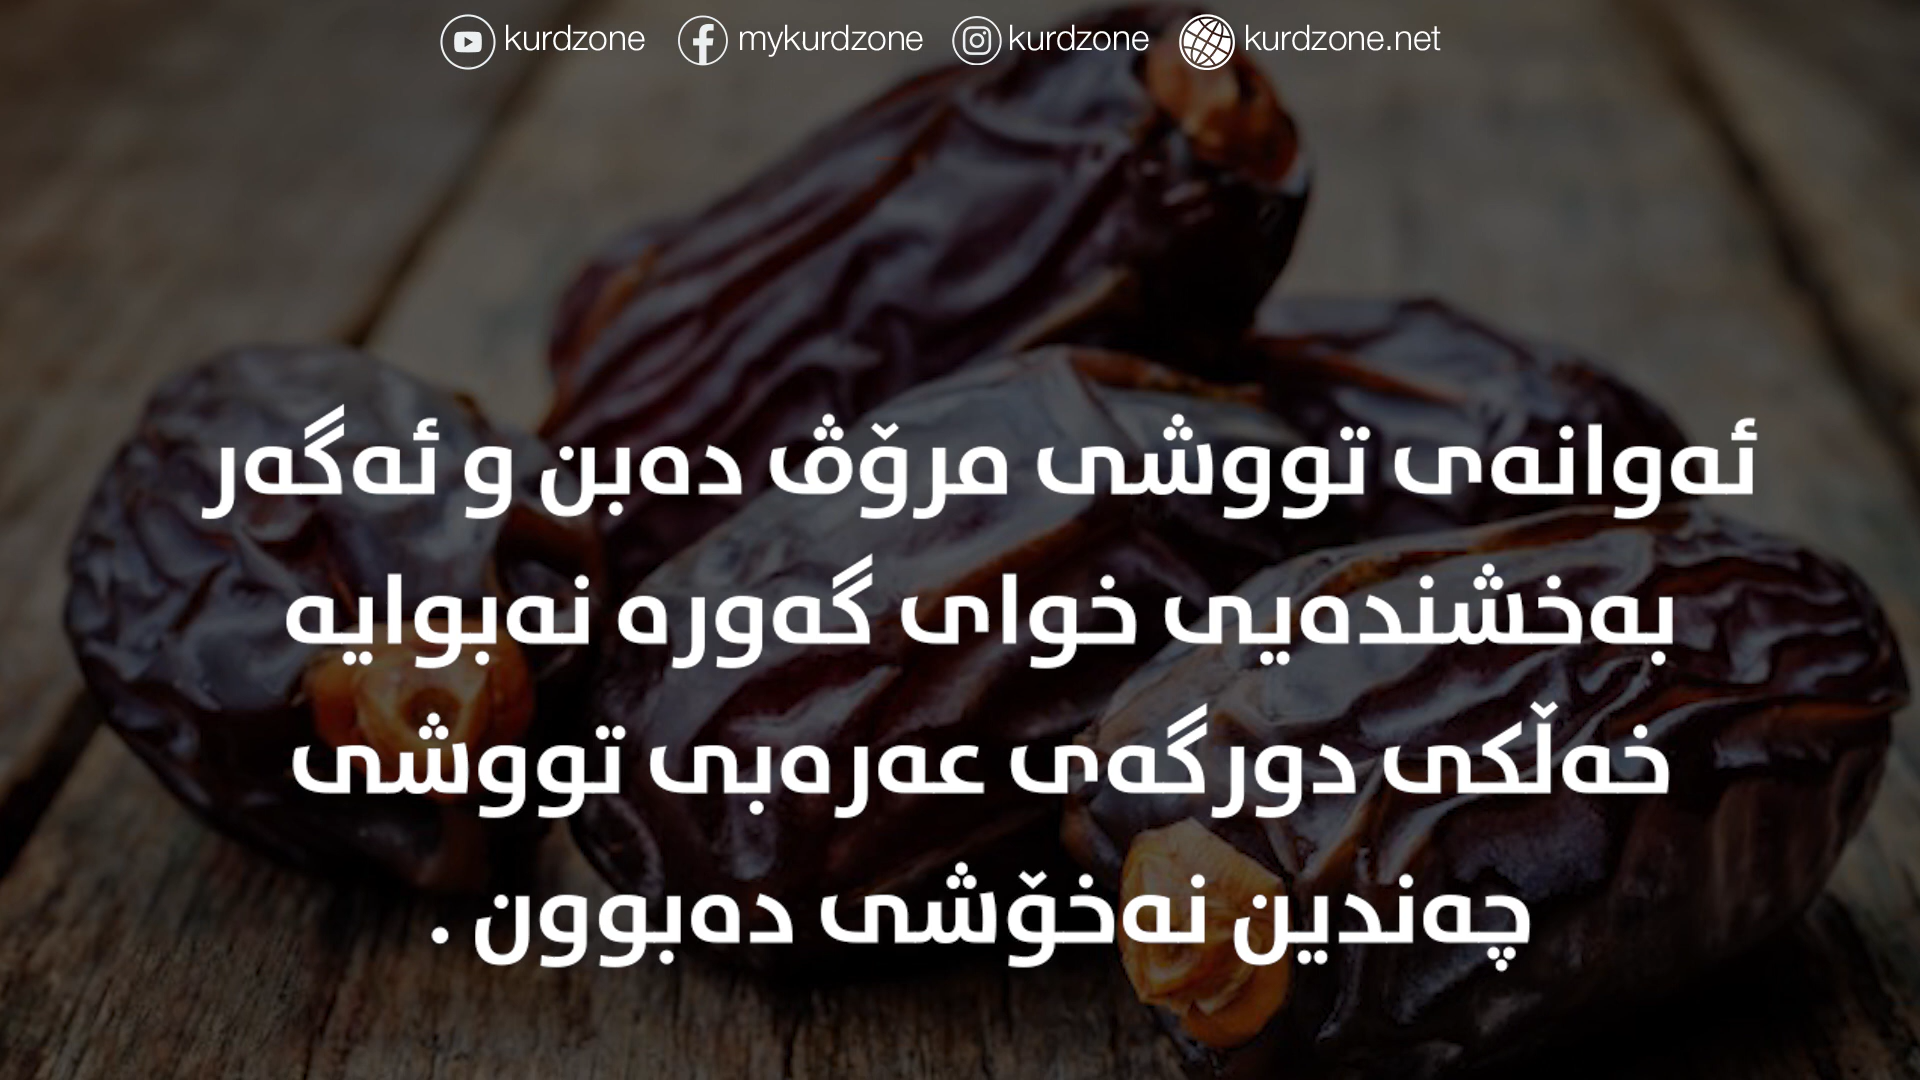 kurdzone mykurdzone kurdzone kurdzone.net
ئەوانەی تووشی مرۆڤ دەبن و ئەگەر
بەخشندەیی خوای گەورە نەبوایە
خەڵکی دورگەی عەرەبی تووشی
چەندین نەخۆشی دەبوون .